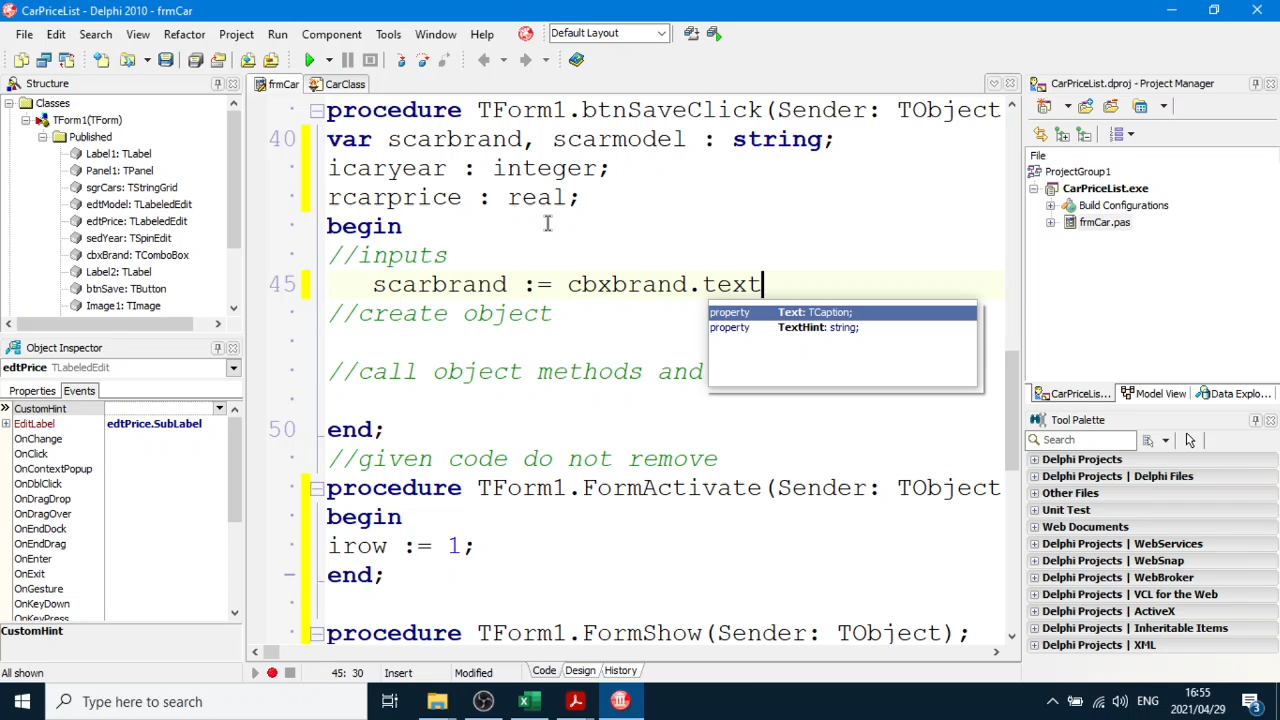 CarPriceList - Delphi 2010 - frmCar
File Edit Search View Refactor Project Run Component Tools Window Help Default Layout
Structure
Classes
TForm1(TForm)
Published
Label1: TLabel
Panel1: TPanel
sgrCars: TStringGrid
edtModel: TLabeledEdit
edtPrice: TLabeledEdit
sedYear: TSpinEdit
cbxBrand: TComboBox
Label2: TLabel
btnSave: TButton
Image1: TImage
Object Inspector
edtPrice TLabeledEdit
Properties Events
CustomHint
EditLabel edtPrice.SubLabel
OnChange
OnClick
OnContextPopup
OnDblClick
OnDragDrop
OnDragOver
OnEndDock
OnEndDrag
OnEnter
OnExit
OnGesture
OnKeyDown
OnKeyPress
CustomHint
All shown
frmCar CarClass
procedure TForm1.btnSaveClick(Sender: TObject
40 var scarbrand, scarmodel : string;
icaryear : integer;
rcarprice : real;
begin
//inputs
45 scarbrand := cbxbrand.text
//create object
//call object methods and
50 end;
//given code do not remove
procedure TForm1.FormActivate(Sender: TObject
begin
irow := 1;
end;
procedure TForm1.FormShow(Sender: TObject);
property Text: TCaption;
property TextHint: string;
45: 30 Insert Modified Code Design History
CarPriceList.dproj - Project Manager
File
ProjectGroup1
CarPriceList.exe
Build Configurations
frmCar.pas
CarPriceLis... Model View Data Explo...
Tool Palette
Search
Delphi Projects
Delphi Projects | Delphi Files
Other Files
Unit Test
Web Documents
Delphi Projects | WebServices
Delphi Projects | WebSnap
Delphi Projects | WebBroker
Delphi Projects | VCL for the Web
Delphi Projects | ActiveX
Delphi Projects | Inheritable Items
Delphi Projects | XML
Type here to search
ENG
16:55
2021/04/29
3